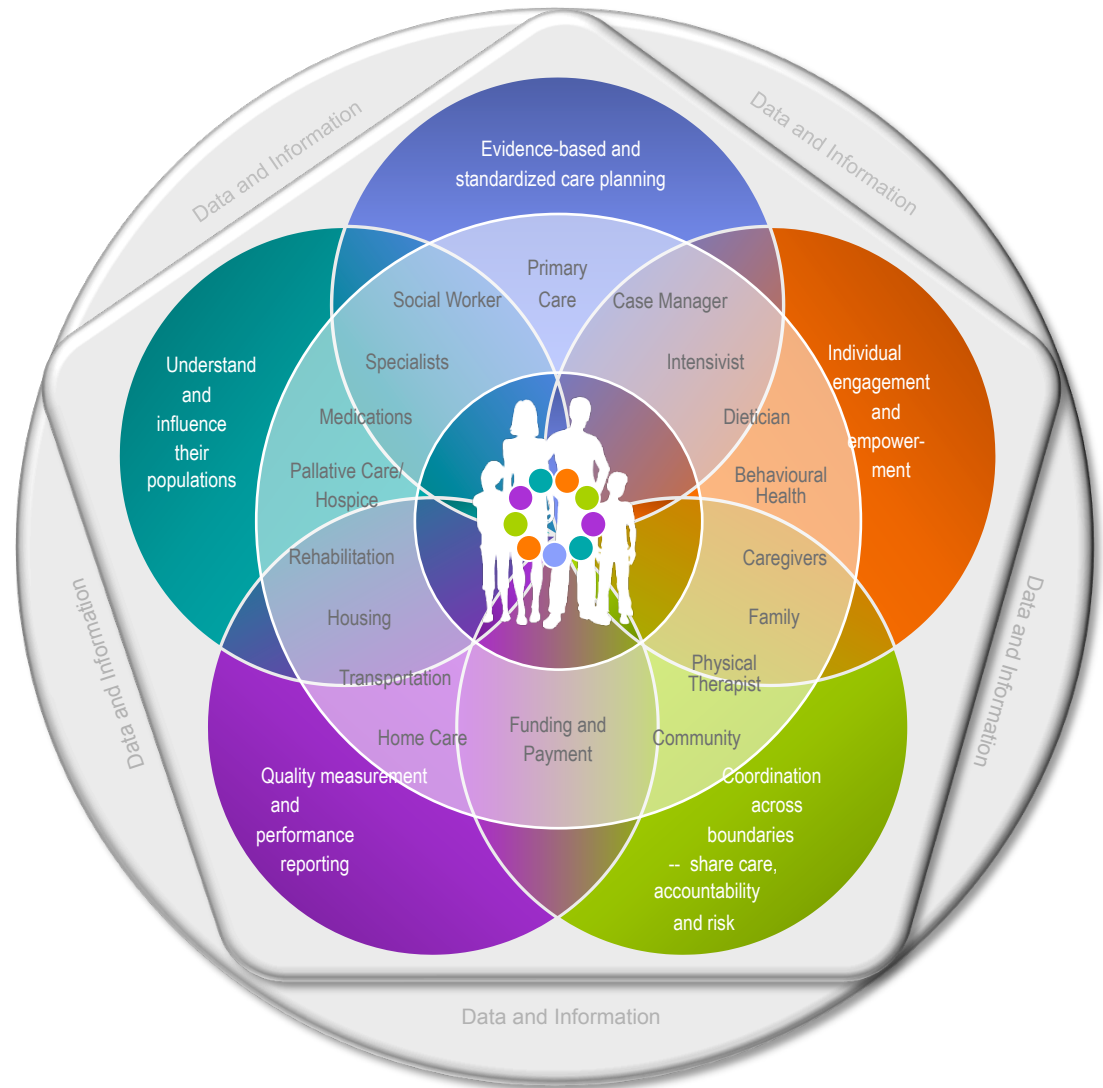 Data and Information
Data and Information
Evidence-based and
standardized care planning
Primary
Care
Social Worker
Case Manager
Specialists
Intensivist
Medications
Dietician
Pallative Care/
Hospice
Behavioural
Health
Rehabilitation
Caregivers
Housing
Family
Transportation
Physical
Therapist
Home Care
Funding and
Payment
Community
Understand
and
influence
their
populations
Individual
engagement
and
empower-
ment
Quality measurement
and
performance
reporting
Coordination
across
boundaries
-- share care,
accountability
and risk
Data and Information
Data and Information
Data and Information